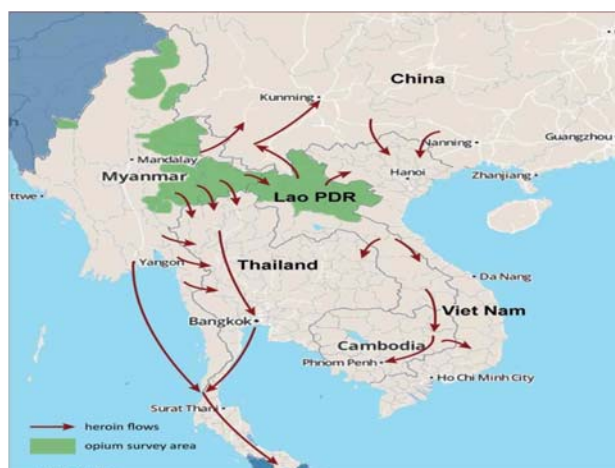 China
Kunming
Nanning
Guangzhou
Mandalay
Myanmar
Hanoi
Zhanjiang
ttwe
Lao PDR
Yangon
Thailand
Da Nang
Bangkok
Viet Nam
Cambodia
Phnom Penh
Ho Chi Minh City
Surat Thani
heroin flows
opium survey area